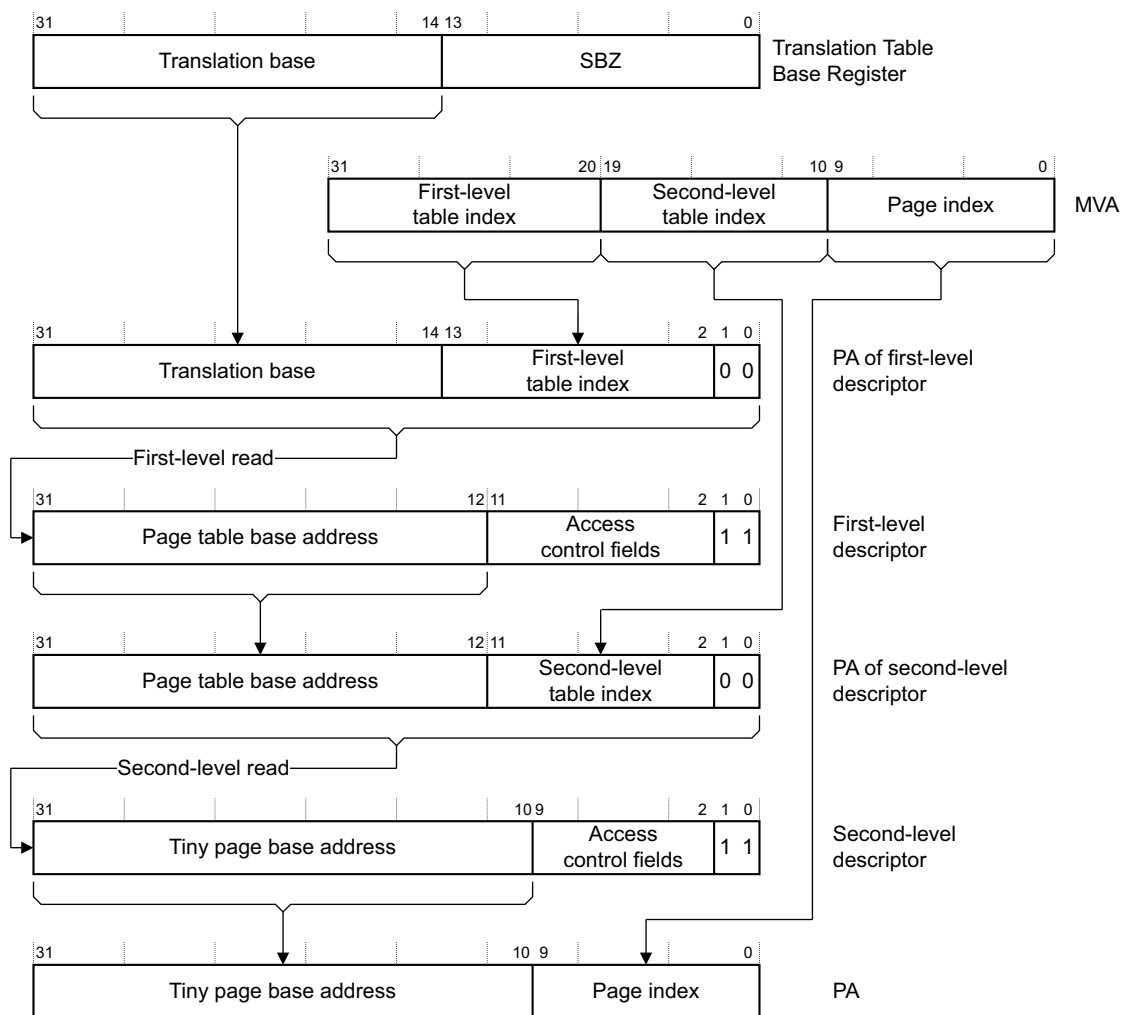 31 14 13 0
Translation base SBZ Translation Table
Base Register
31 20 19 10 9 0
First-level Second-level Page index MVA
table index table index
31 14 13 2 1 0
Translation base First-level 0 0 PA of first-level
table index descriptor
First-level read
31 12 11 2 1 0
Page table base address Access 1 1 First-level
control fields descriptor
31 12 11 2 1 0
Page table base address Second-level 0 0 PA of second-level
table index descriptor
Second-level read
31 10 9 2 1 0
Tiny page base address Access 1 1 Second-level
control fields descriptor
31 10 9 0
Tiny page base address Page index PA